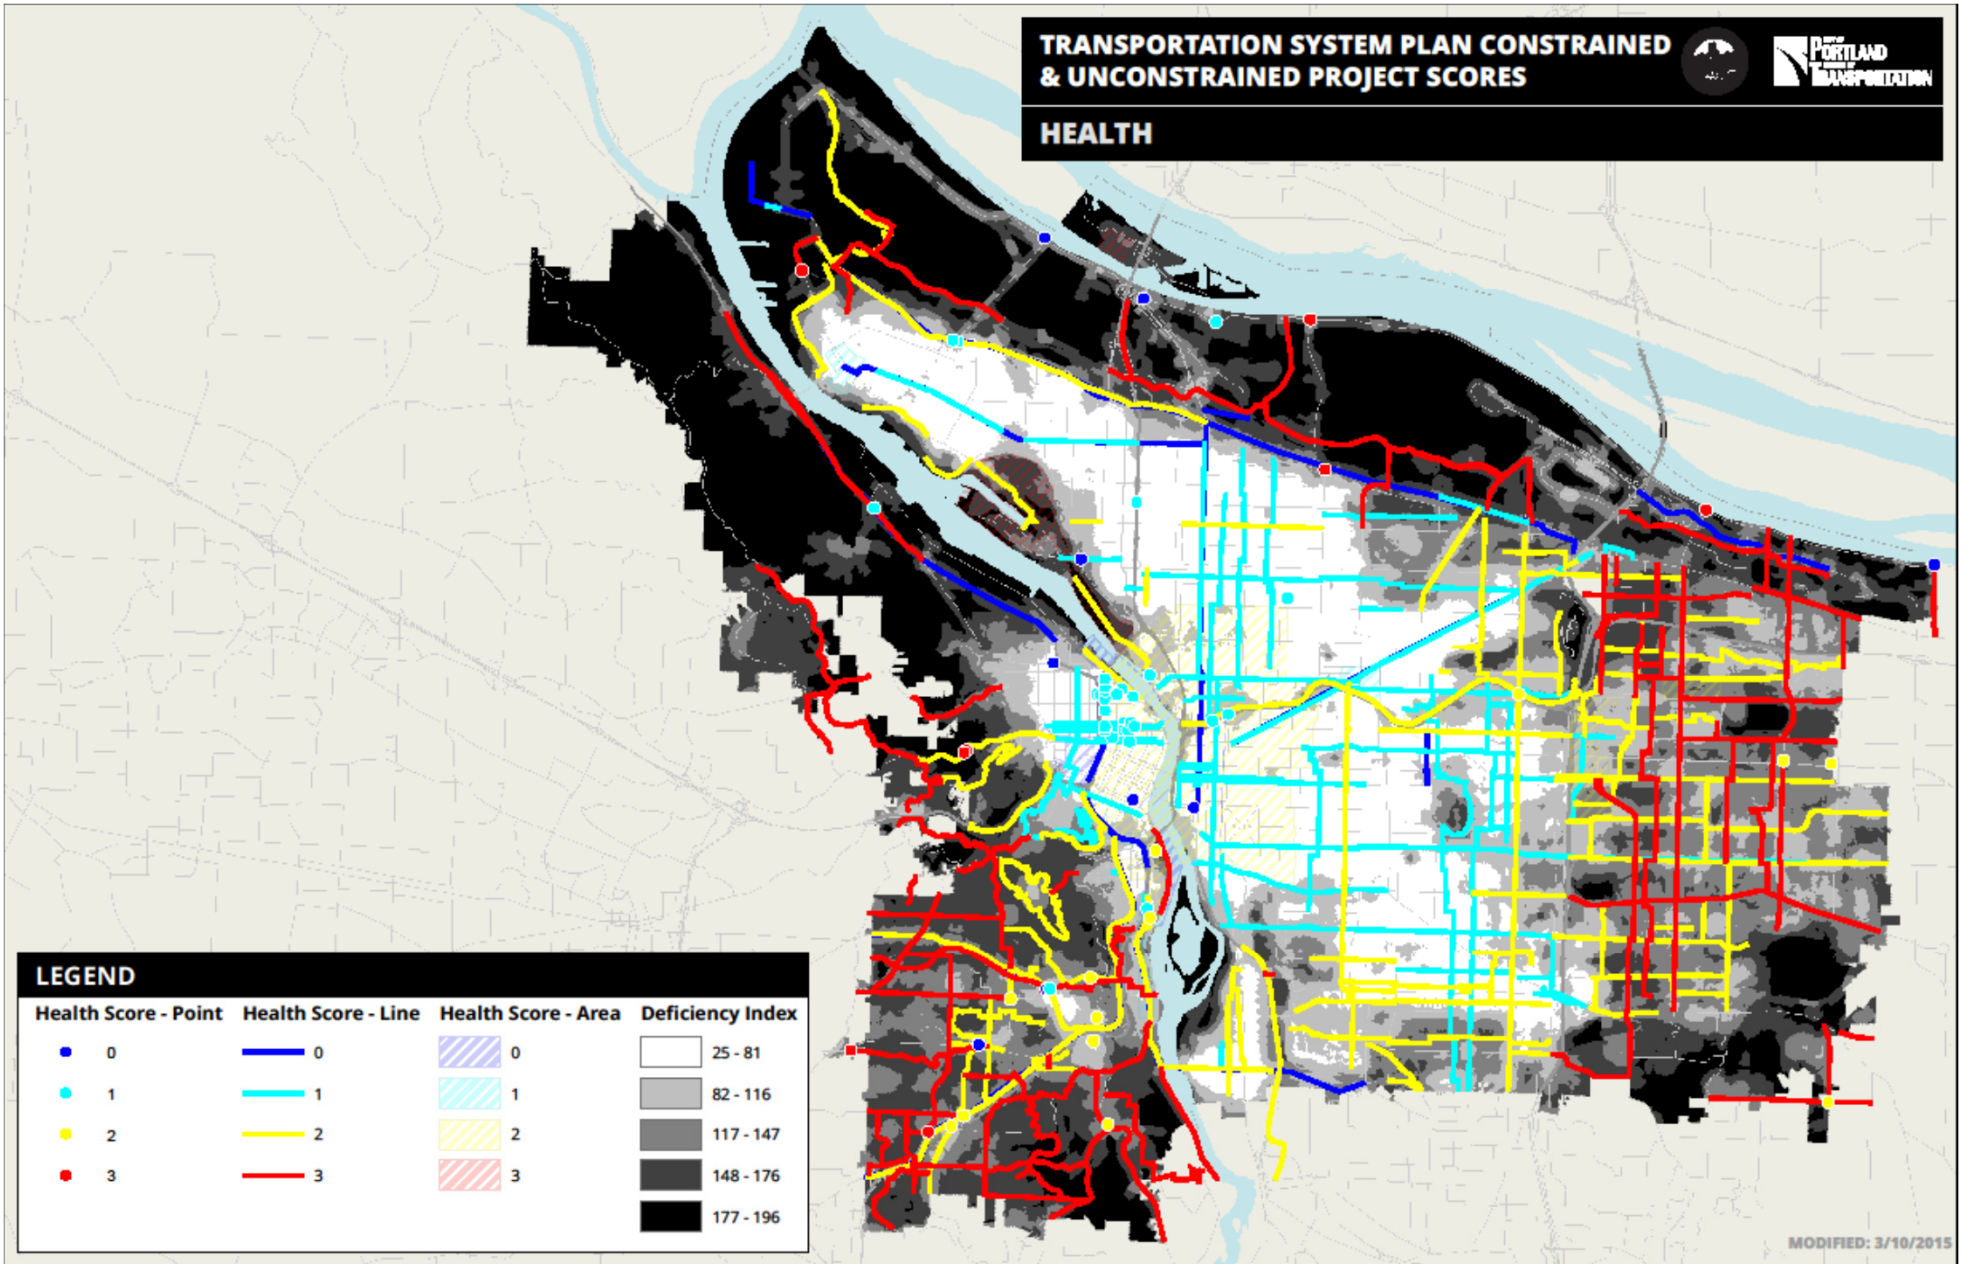 TRANSPORTATION SYSTEM PLAN CONSTRAINED
& UNCONSTRAINED PROJECT SCORES
PORTLAND
TRANSPORTATION
HEALTH
LEGEND
Health Score - Point Health Score - Line Health Score - Area Deficiency Index
0 0 0 25 - 81
1 1 1 82 - 116
2 2 2 117 - 147
3 3 3 148 - 176
177 - 196
MODIFIED: 3/10/2015